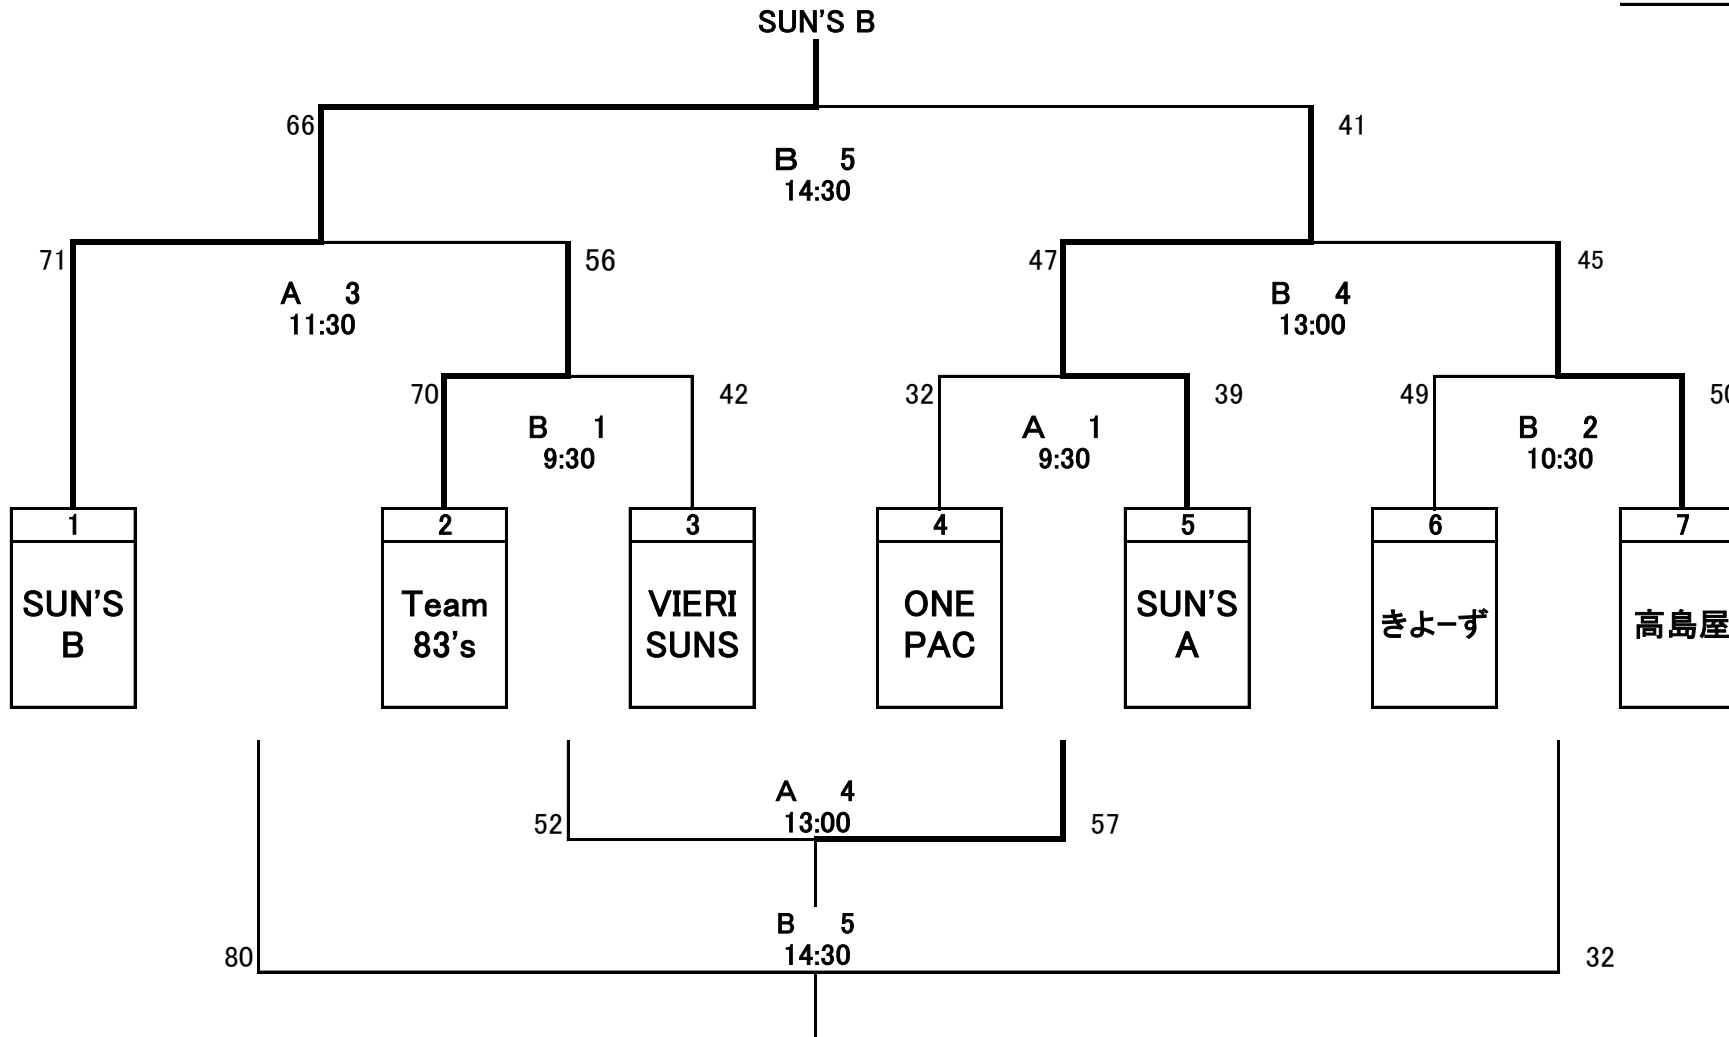 SUN'S B
66
41
B 5
14:30
71
56
47
45
A 3
11:30
B 4
13:00
70
42
32
39
49
50
B 1
9:30
A 1
9:30
B 2
10:30
1
2
3
4
5
6
7
SUN'S
B
Team
83's
VIERI
SUNS
ONE
PAC
SUN'S
A
きよーず
高島屋
A 4
13:00
52
57
B 5
14:30
80
32